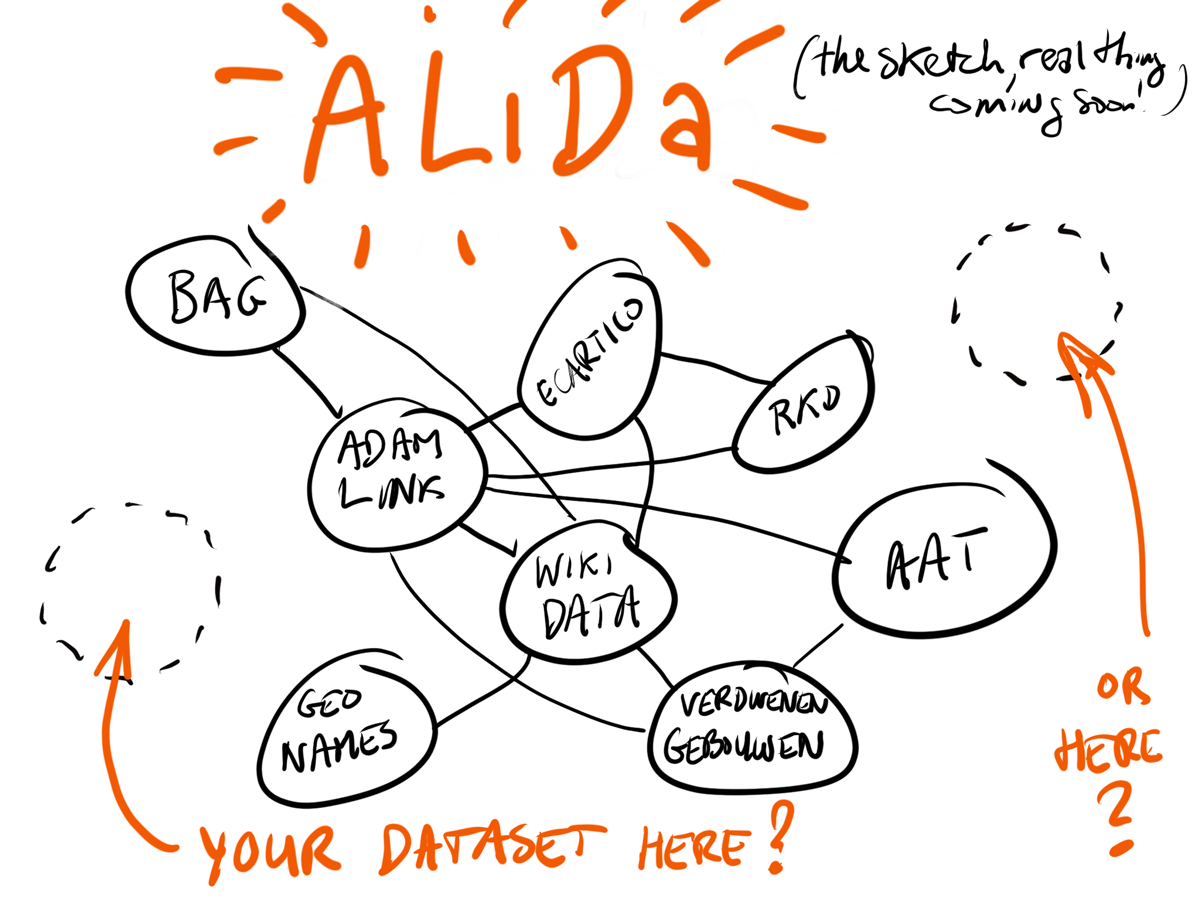 ALiDa
(the sketch, real thing
coming soon!)
BAG
ECARTICO
RKD
ADAM
LINK
AAT
WIKI
DATA
GEO
NAMES
VERDWENEN
GEBOUWEN
OR
HERE
?
YOUR DATASET HERE?